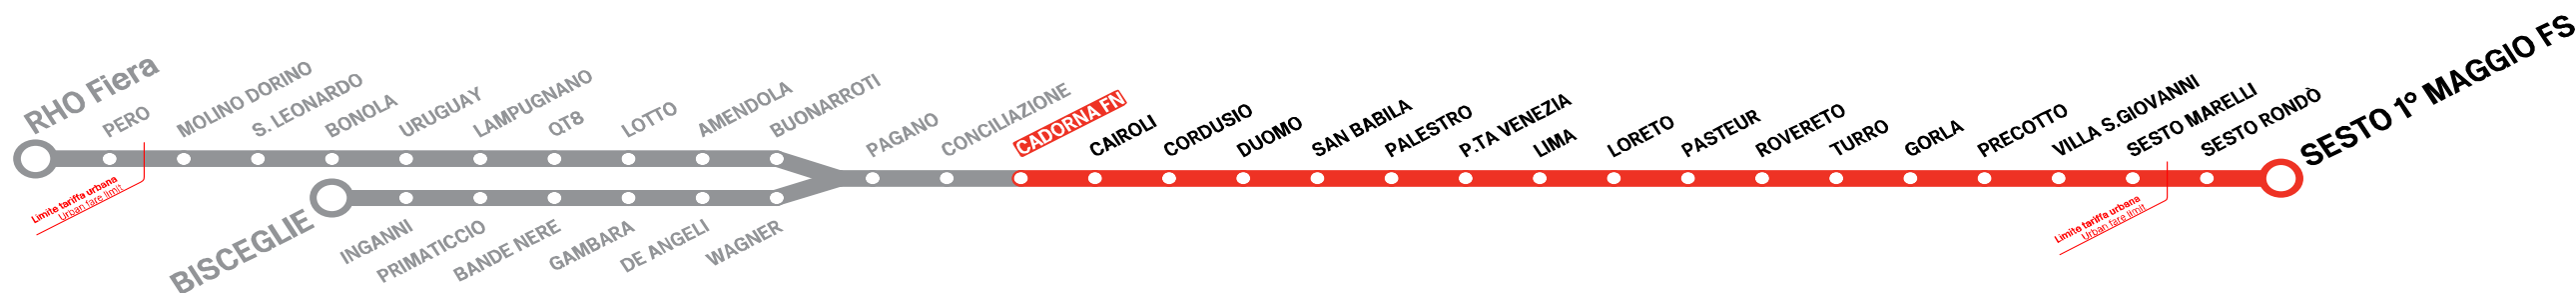 RHO Fiera
PERO
MOLINO DORINO
S. LEONARDO
BONOLA
URUGUAY
LAMPUGNANO
QT8
LOTTO
AMENDOLA
BUONARROTI
PAGANO
CONCILIAZIONE
CADORNA FN
CAIROLI
CORDUSIO
DUOMO
SAN BABILA
PALESTRO
P.TA VENEZIA
LIMA
LORETO
PASTEUR
ROVERETO
TURRO
GORLA
PRECOTTO
VILLA S.GIOVANNI
SESTO MARELLI
SESTO RONDÒ
SESTO 1° MAGGIO FS
Limite tariffa urbana
Urban fare limit
BISCEGLIE
INGANNI
PRIMATICCIO
BANDE NERE
GAMBARA
DE ANGELI
WAGNER
Limite tariffa urbana
Urban fare limit